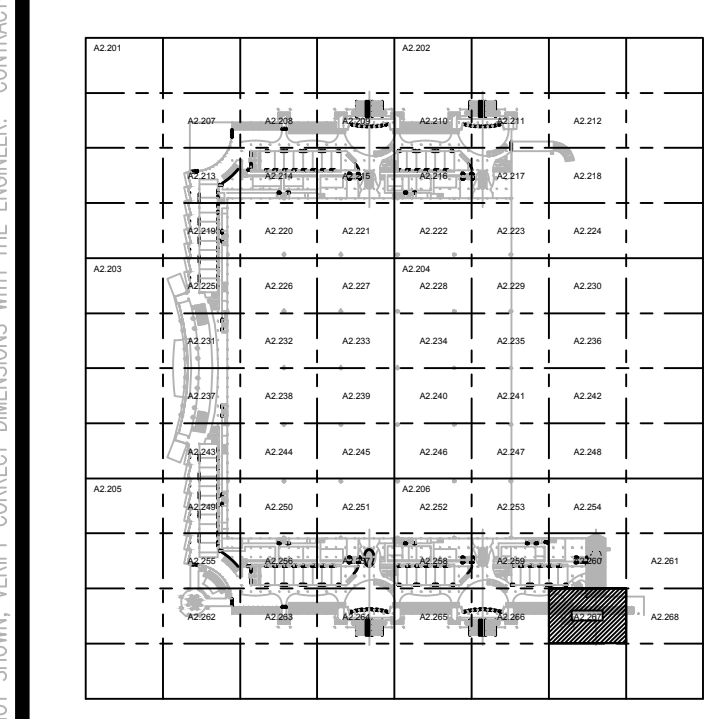 NOT SHOWN, VERIFY CORRECT DIMENSIONS WITH THE ENGINEER. CONTRACT
A2.201 A2.202
A2.207 A2.208 A2.209 A2.210 A2.211 A2.212
A2.213 A2.214 A2.215 A2.216 A2.217 A2.218
A2.219 A2.220 A2.221 A2.222 A2.223 A2.224
A2.203 A2.204
A2.225 A2.226 A2.227 A2.228 A2.229 A2.230
A2.231 A2.232 A2.233 A2.234 A2.235 A2.236
A2.237 A2.238 A2.239 A2.240 A2.241 A2.242
A2.243 A2.244 A2.245 A2.246 A2.247 A2.248
A2.205 A2.206
A2.249 A2.250 A2.251 A2.252 A2.253 A2.254
A2.255 A2.256 A2.257 A2.258 A2.259 A2.260 A2.261
A2.262 A2.263 A2.264 A2.265 A2.266 A2.267 A2.268